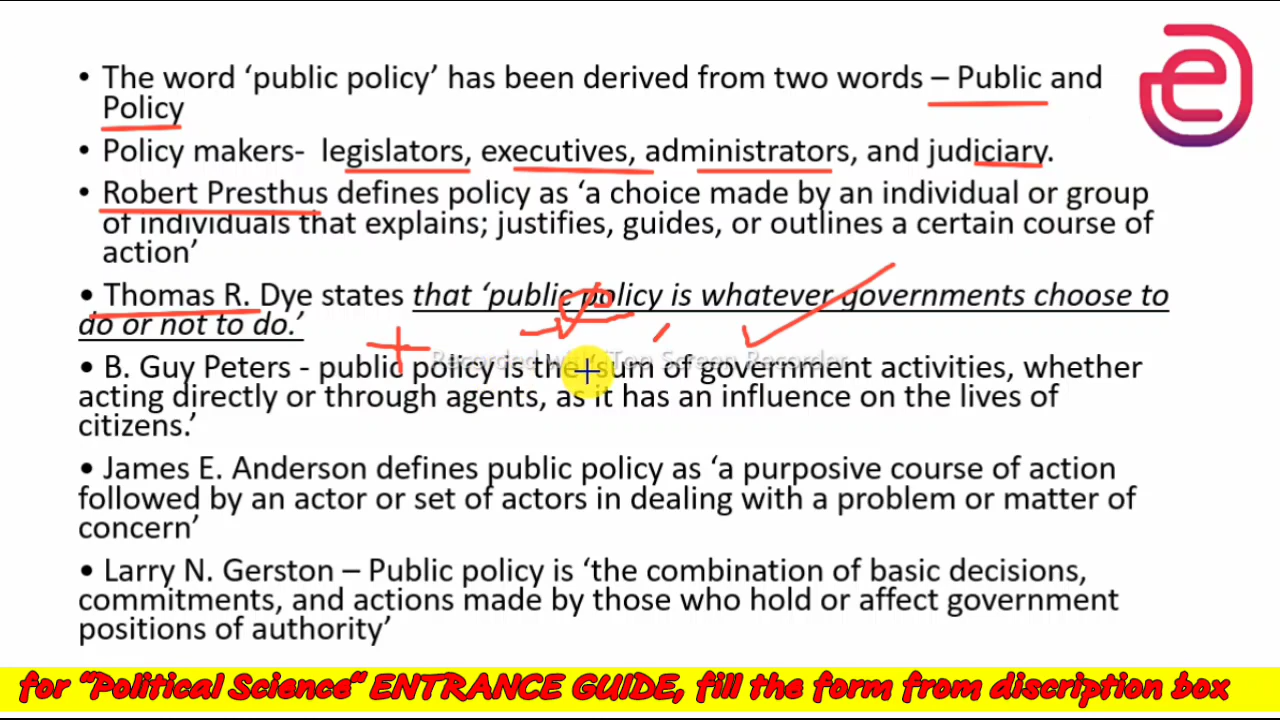 • The word ‘public policy’ has been derived from two words – Public and
Policy
• Policy makers-  legislators, executives, administrators, and judiciary.
• Robert Presthus defines policy as ‘a choice made by an individual or group
of individuals that explains; justifies, guides, or outlines a certain course of
action’
• Thomas R. Dye states that ‘public policy is whatever governments choose to
do or not to do.’
Recorded with iTop Screen Recorder
• B. Guy Peters - public policy is the ‘sum of government activities, whether
acting directly or through agents, as it has an influence on the lives of
citizens.’
• James E. Anderson defines public policy as ‘a purposive course of action
followed by an actor or set of actors in dealing with a problem or matter of
concern’
• Larry N. Gerston – Public policy is ‘the combination of basic decisions,
commitments, and actions made by those who hold or affect government
positions of authority’
for “Political Science” ENTRANCE GUIDE, fill the form from discription box